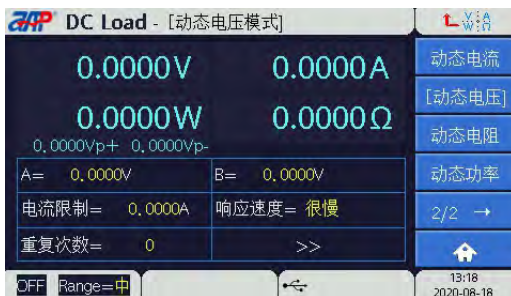 DC Load - [动态电压模式]
0.0000V 0.0000A
0.0000W 0.0000Ω
0.0000Vp+ 0.0000Vp-
A= 0.0000V B= 0.0000V
电流限制= 0.0000A 响应速度= 很慢
重复次数= 0 >>
OFF Range=中
动态电流
[动态电压]
动态电阻
动态功率
2/2 →
13:18
2020-08-18